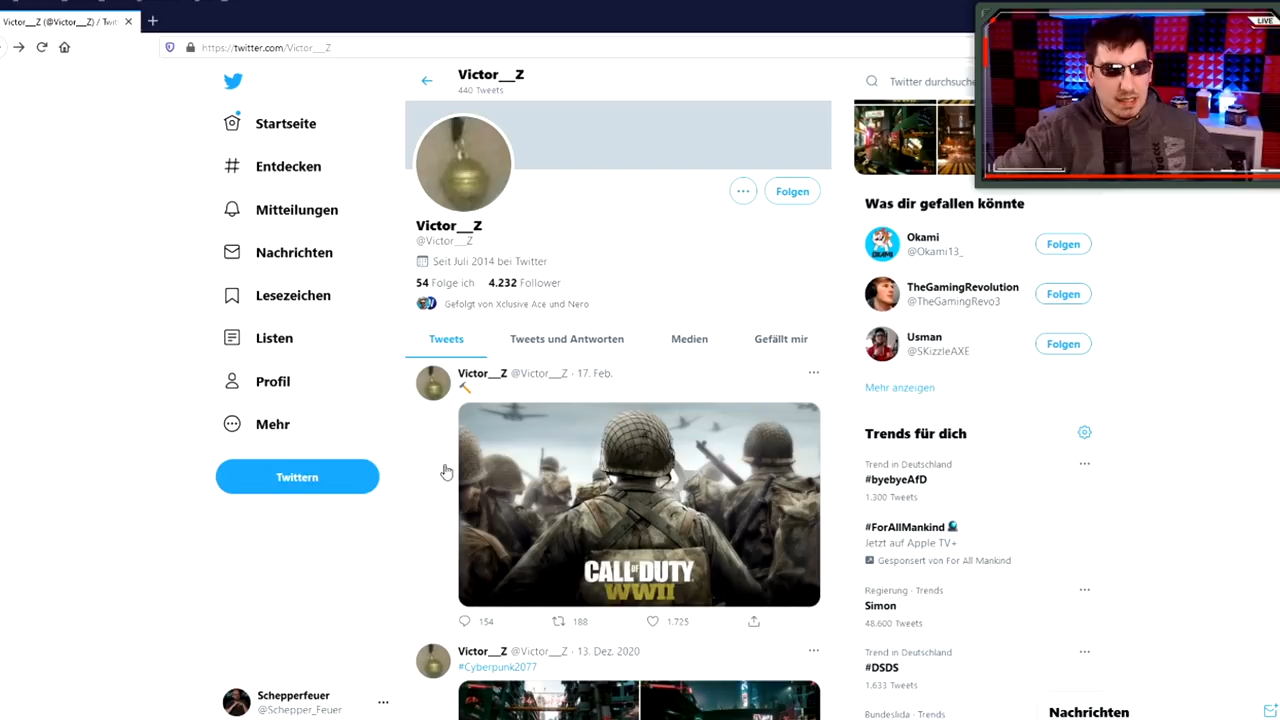 Victor__Z (@Victor__Z) / Twit
https://twitter.com/Victor__Z
LIVE
Victor__Z
440 Tweets
Twitter durchsuche
Startseite
Entdecken
Mitteilungen
Nachrichten
Lesezeichen
Listen
Profil
Mehr
Twittern
Schepperfeuer
@Schepper_Feuer
Folgen
Victor__Z
@Victor__Z
Seit Juli 2014 bei Twitter
54 Folge ich 4.232 Follower
Gefolgt von Xclusive Ace und Nero
Tweets Tweets und Antworten Medien Gefällt mir
Victor__Z @Victor__Z · 17. Feb.
CALL OF DUTY
WWII
154 188 1.725
Victor__Z @Victor__Z · 13. Dez. 2020
#Cyberpunk2077
Was dir gefallen könnte
Okami
@Okami13_
Folgen
TheGamingRevolution
@TheGamingRevo3
Folgen
Usman
@SKizzleAXE
Folgen
Mehr anzeigen
Trends für dich
Trend in Deutschland
#byebyeAfD
1.300 Tweets
#ForAllMankind
Jetzt auf Apple TV+
Gesponsert von For All Mankind
Regierung · Trends
Simon
48.600 Tweets
Trend in Deutschland
#DSDS
1.633 Tweets
Bundesliga · Trends
Nachrichten